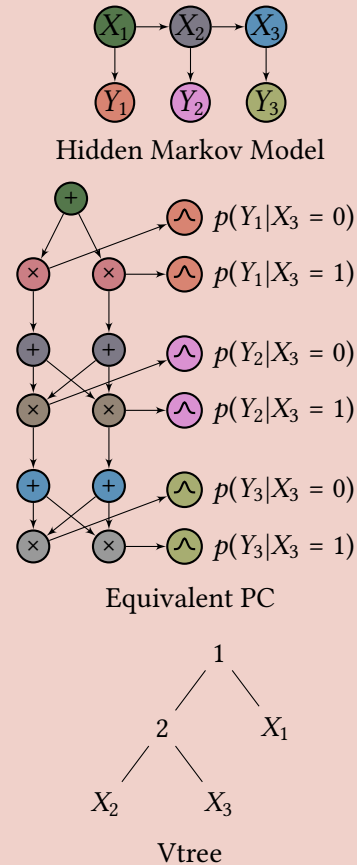 X₁ X₂ X₃
Y₁ Y₂ Y₃
Hidden Markov Model
+
p(Y₁|X₃ = 0)
× × p(Y₁|X₃ = 1)
+ + p(Y₂|X₃ = 0)
× × p(Y₂|X₃ = 1)
+ + p(Y₃|X₃ = 0)
× × p(Y₃|X₃ = 1)
Equivalent PC
1
2 X₁
X₂ X₃
Vtree